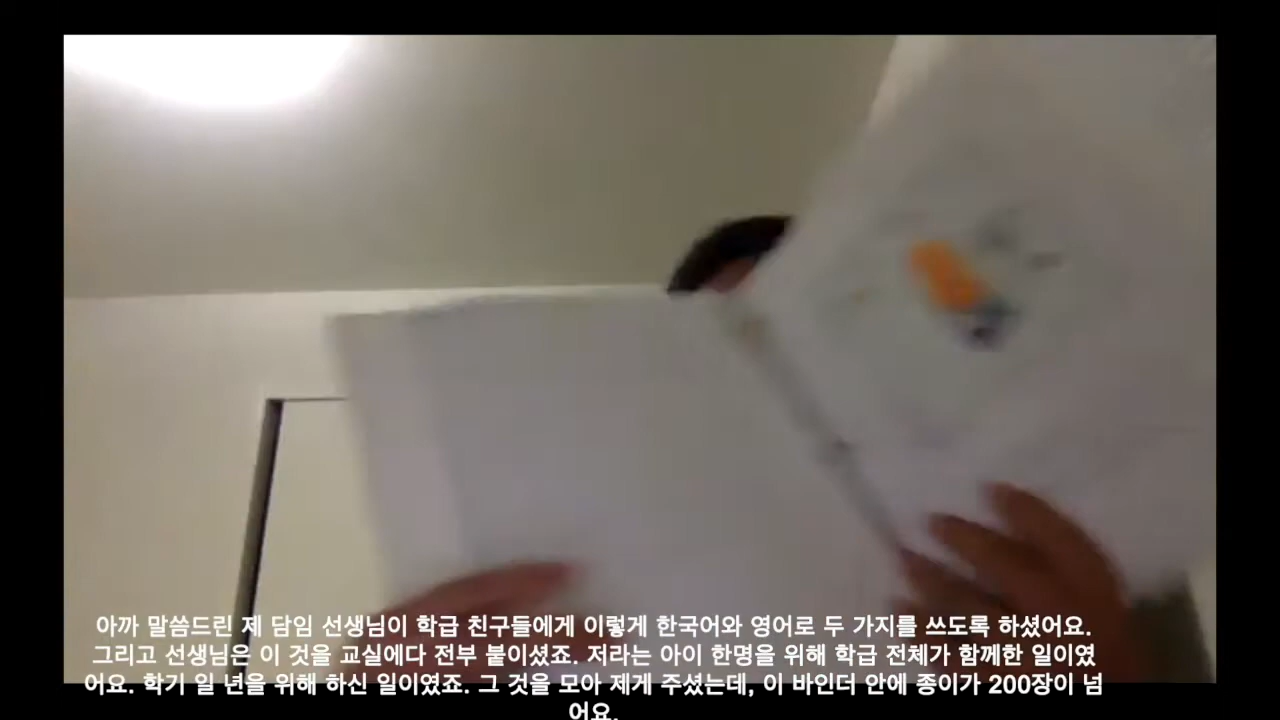 아까 말씀드린 제 담임 선생님이 학급 친구들에게 이렇게 한국어와 영어로 두 가지를 쓰도록 하셨어요.
그리고 선생님은 이 것을 교실에다 전부 붙이셨죠. 저라는 아이 한명을 위해 학급 전체가 함께한 일이였
어요. 학기 일 년을 위해 하신 일이였죠. 그 것을 모아 제게 주셨는데, 이 바인더 안에 종이가 200장이 넘
어요.